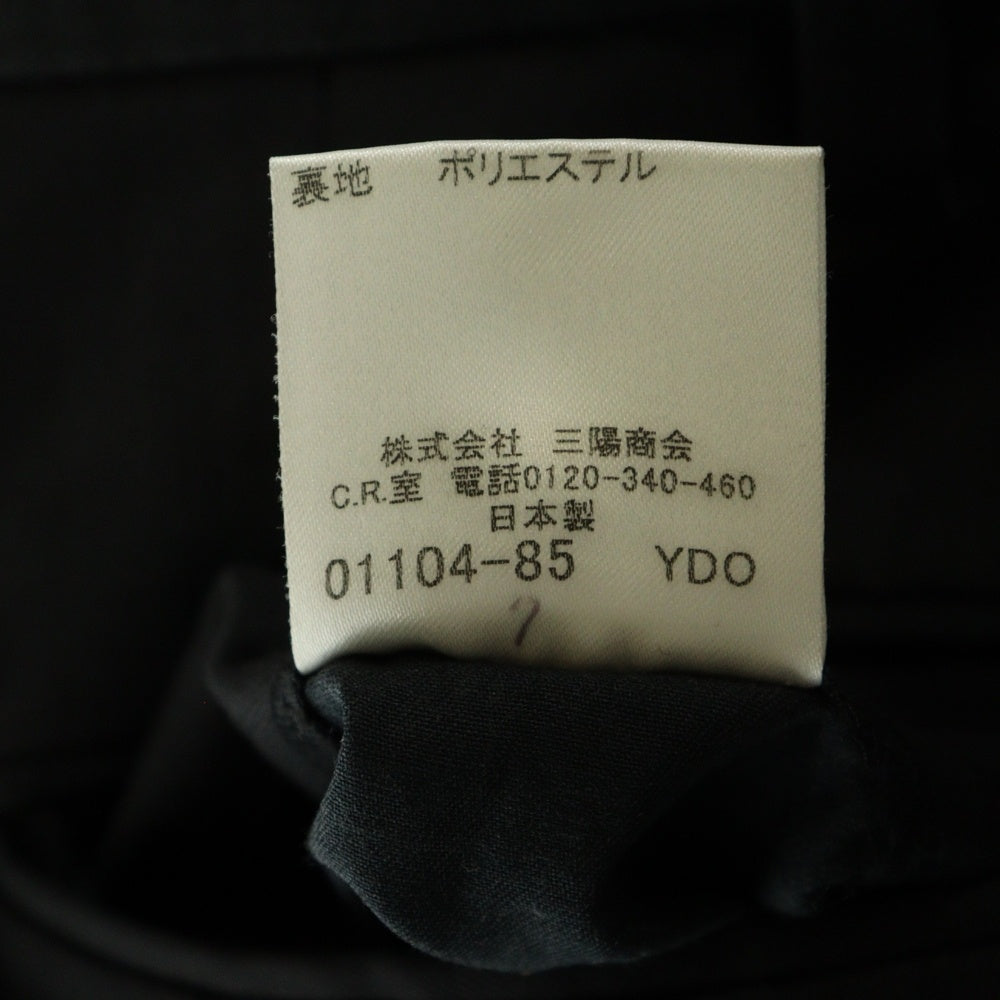 裏地 ポリエステル
株式会社 三陽商会
C.R.室 電話0120-340-460
日本製
01104-85 YDO